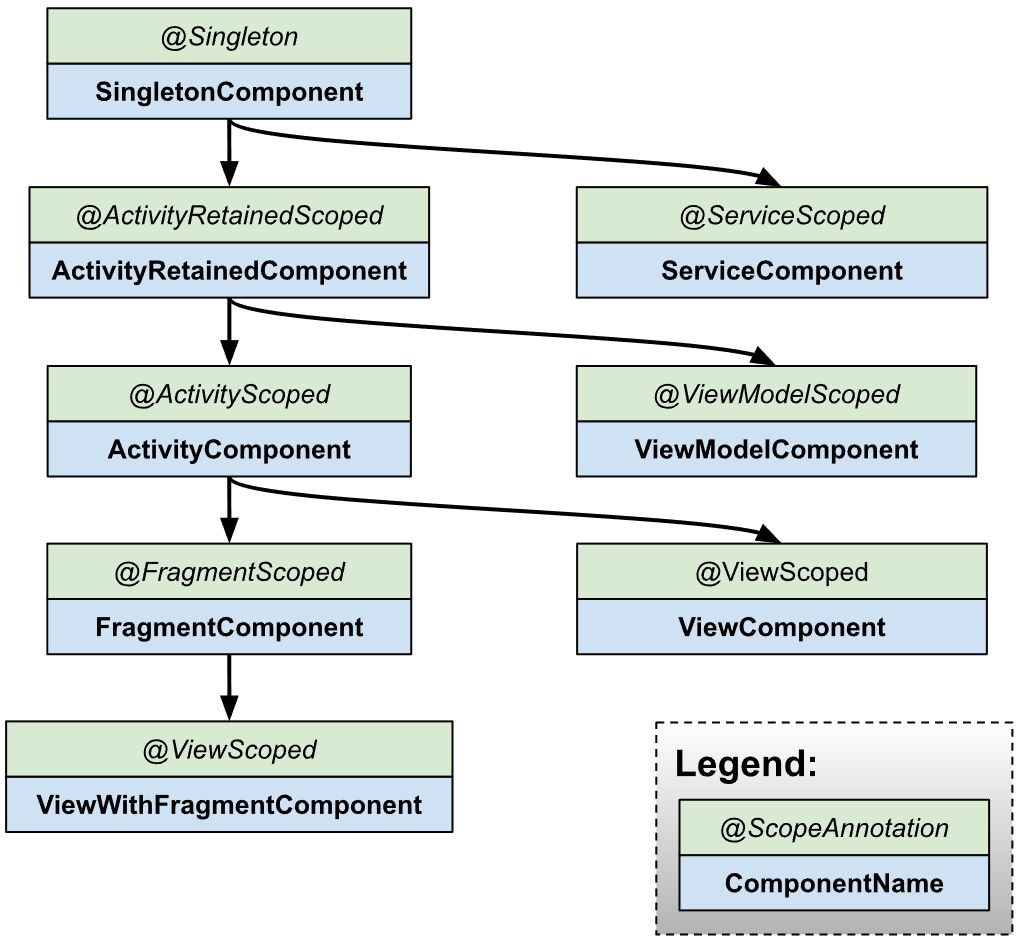 @Singleton
SingletonComponent
@ActivityRetainedScoped
ActivityRetainedComponent
@ServiceScoped
ServiceComponent
@ActivityScoped
ActivityComponent
@ViewModelScoped
ViewModelComponent
@FragmentScoped
FragmentComponent
@ViewScoped
ViewComponent
@ViewScoped
ViewWithFragmentComponent
Legend:
@ScopeAnnotation
ComponentName